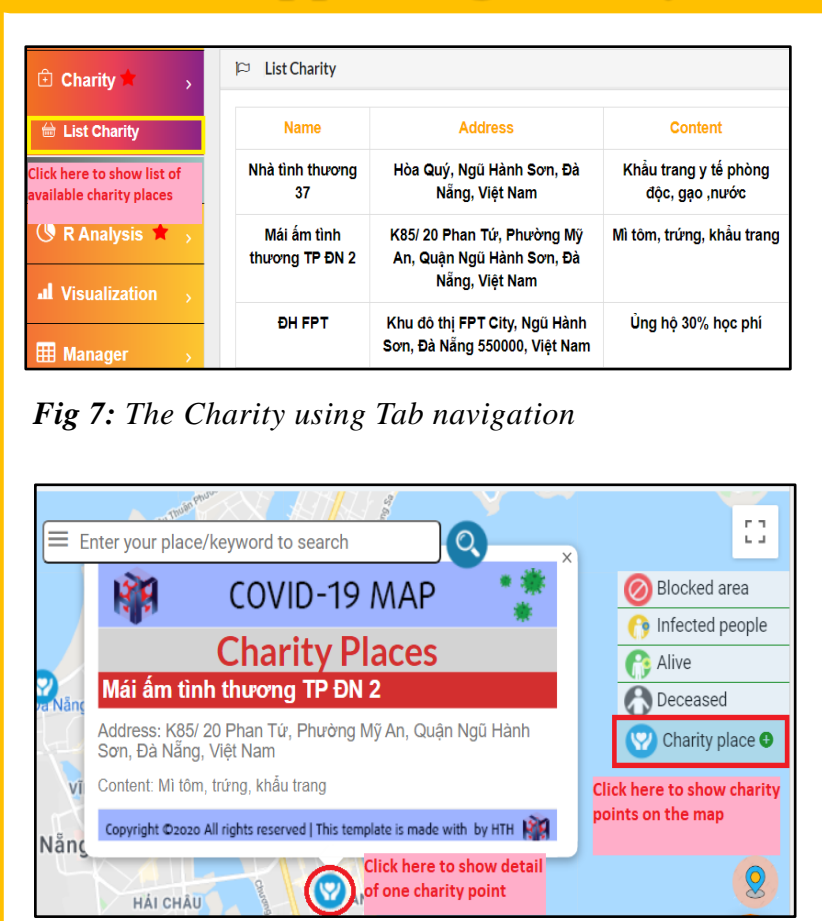 Charity
List Charity
Click here to show list of
available charity places
R Analysis
Visualization
Manager
List Charity
Name Address Content
Nhà tình thương
37
Hòa Quý, Ngũ Hành Sơn, Đà
Nẵng, Việt Nam
Khẩu trang y tế phòng
độc, gạo ,nước
Mái ấm tình
thương TP ĐN 2
K85/ 20 Phan Tứ, Phường Mỹ
An, Quận Ngũ Hành Sơn, Đà
Nẵng, Việt Nam
Mì tôm, trứng, khẩu trang
ĐH FPT
Khu đô thị FPT City, Ngũ Hành
Sơn, Đà Nẵng 550000, Việt Nam
Ủng hộ 30% học phí
Fig 7: The Charity using Tab navigation
Enter your place/keyword to search
x
COVID-19 MAP
Charity Places
Mái ấm tình thương TP ĐN 2
Address: K85/ 20 Phan Tứ, Phường Mỹ An, Quận Ngũ Hành
Sơn, Đà Nẵng, Việt Nam
Content: Mì tôm, trứng, khẩu trang
Copyright ©2020 All rights reserved | This template is made with by HTH
Blocked area
Infected people
Alive
Deceased
Charity place
Click here to show charity
points on the map
Click here to show detail
of one charity point
Nẵng
HẢI CHÂU